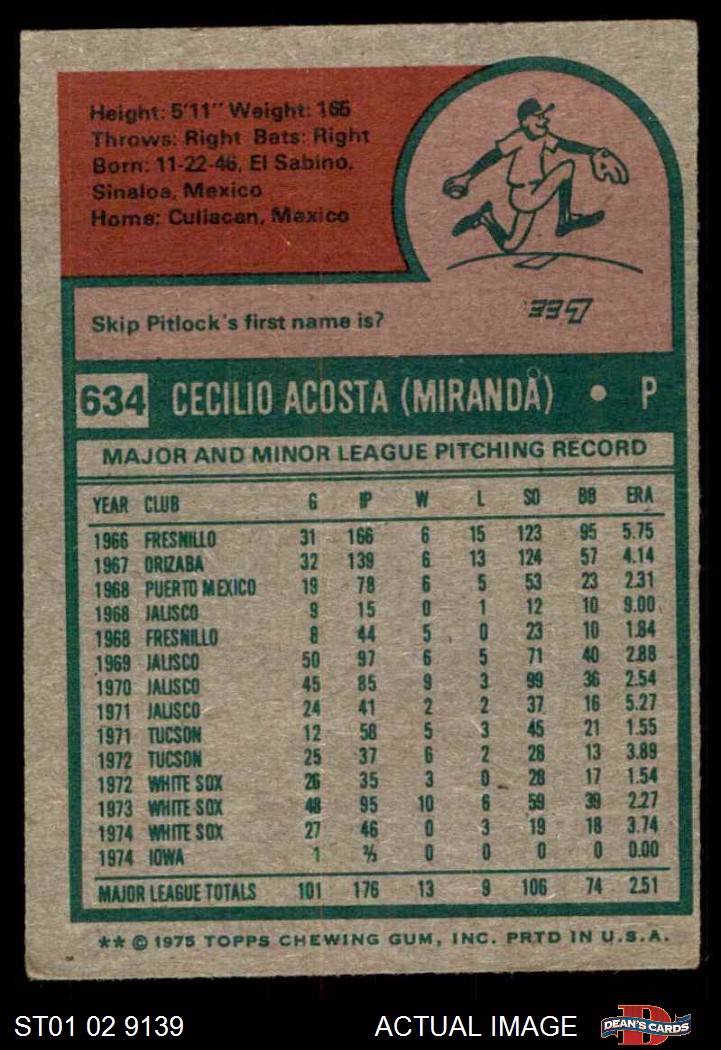 Height: 5'11" Weight: 165
Throws: Right Bats: Right
Born: 11-22-46, El Sabino,
Sinaloa, Mexico
Home: Culiacan, Mexico
Skip Pitlock's first name is? Lee.
634 CECILIO ACOSTA (MIRANDA) • P
MAJOR AND MINOR LEAGUE PITCHING RECORD
YEAR CLUB G IP W L SO BB ERA
1966 FRESNILLO 31 166 6 15 123 95 5.75
1967 ORIZABA 32 139 6 13 124 57 4.14
1968 PUERTO MEXICO 19 78 6 5 53 23 2.31
1968 JALISCO 9 15 0 1 12 10 9.00
1968 FRESNILLO 8 44 5 0 23 10 1.84
1969 JALISCO 50 97 6 5 71 40 2.88
1970 JALISCO 45 85 9 3 99 36 2.54
1971 JALISCO 24 41 2 2 37 16 5.27
1971 TUCSON 12 58 5 3 45 21 1.55
1972 TUCSON 25 37 6 2 28 13 3.89
1972 WHITE SOX 26 35 3 0 28 17 1.54
1973 WHITE SOX 48 95 10 6 59 39 2.27
1974 WHITE SOX 27 46 0 3 19 18 3.74
1974 IOWA 1 ⅔ 0 0 0 0 0.00
MAJOR LEAGUE TOTALS 101 176 13 9 106 74 2.51
** © 1975 TOPPS CHEWING GUM, INC. PRTD IN U.S.A.
ST01 02 9139 ACTUAL IMAGE D DEAN'S CARDS